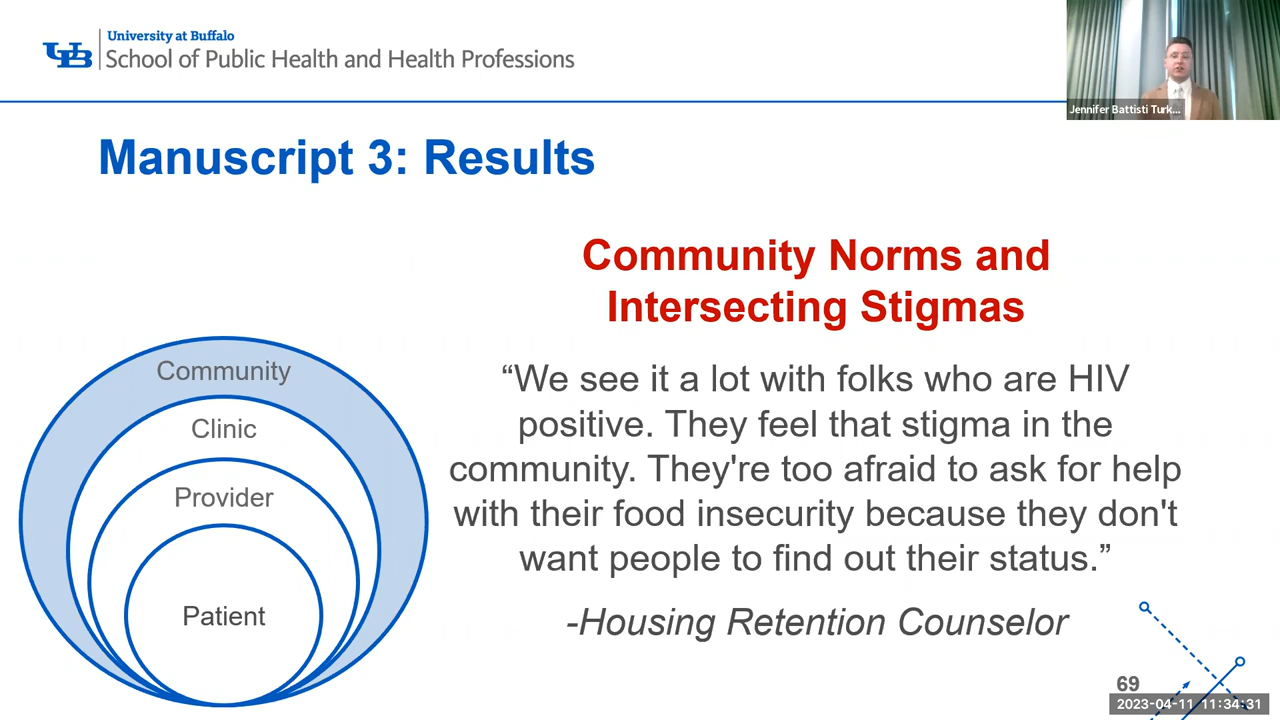 UB
University at Buffalo
School of Public Health and Health Professions
Jennifer Battisti Turk...
Manuscript 3: Results
Community Norms and
Intersecting Stigmas
Community
Clinic
Provider
Patient
“We see it a lot with folks who are HIV
positive. They feel that stigma in the
community. They're too afraid to ask for help
with their food insecurity because they don't
want people to find out their status.”
-Housing Retention Counselor
69
2023-04-11 11:34:31